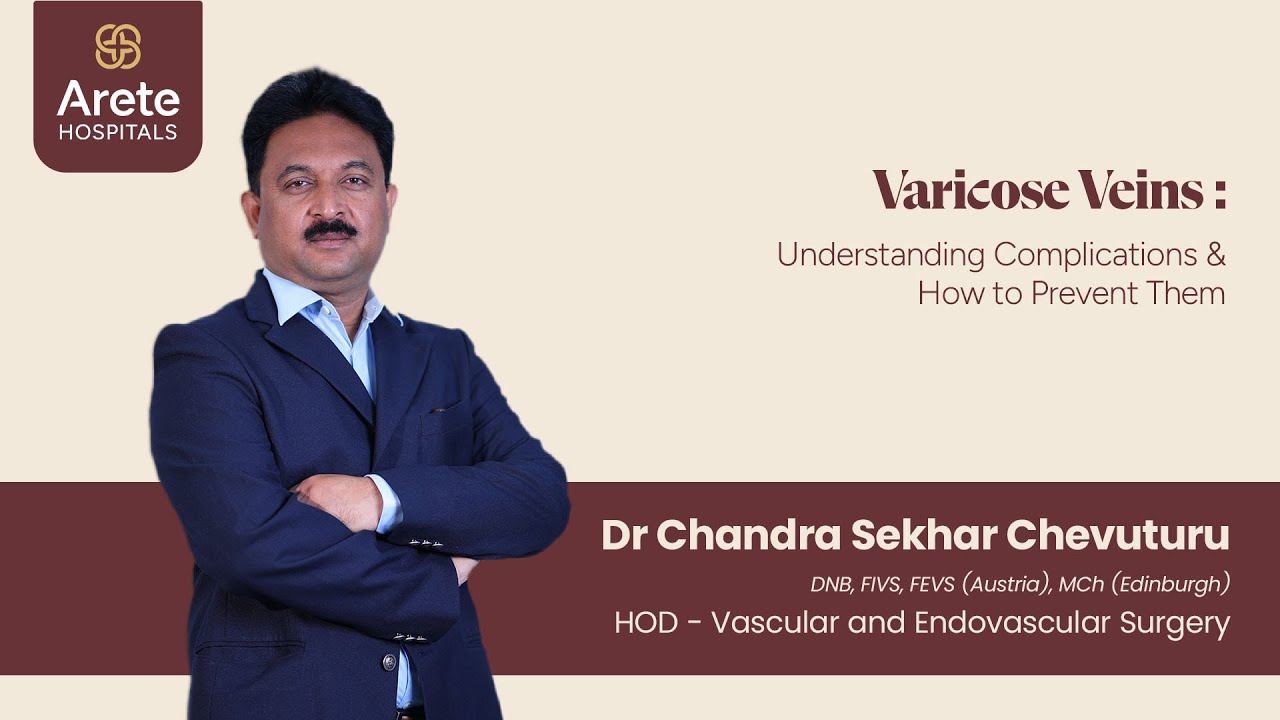 Arete
HOSPITALS
Varicose Veins :
Understanding Complications &
How to Prevent Them
Dr Chandra Sekhar Chevuturu
DNB, FIVS, FEVS (Austria), MCh (Edinburgh)
HOD - Vascular and Endovascular Surgery